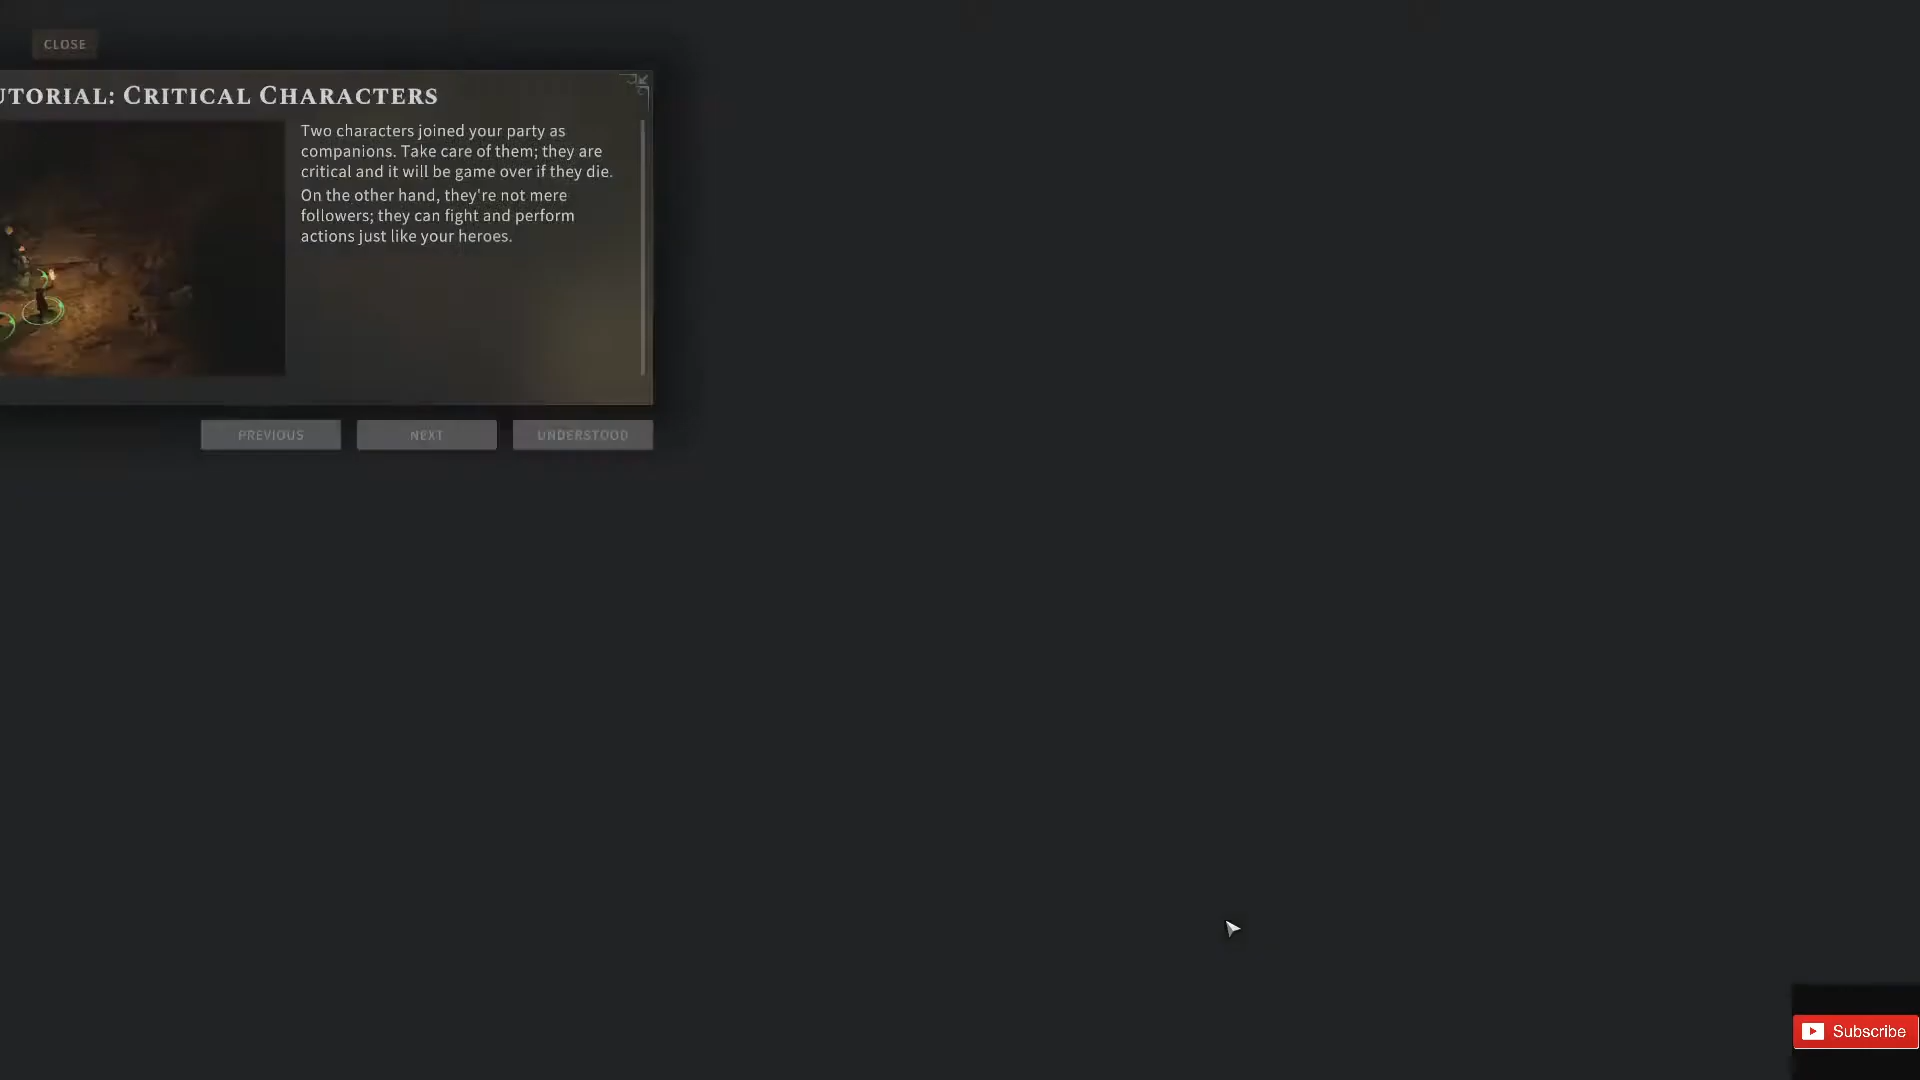 CLOSE
UTORIAL: CRITICAL CHARACTERS
Two characters joined your party as
companions. Take care of them; they are
critical and it will be game over if they die.
On the other hand, they're not mere
followers; they can fight and perform
actions just like your heroes.
PREVIOUS
NEXT
UNDERSTOOD
Subscribe